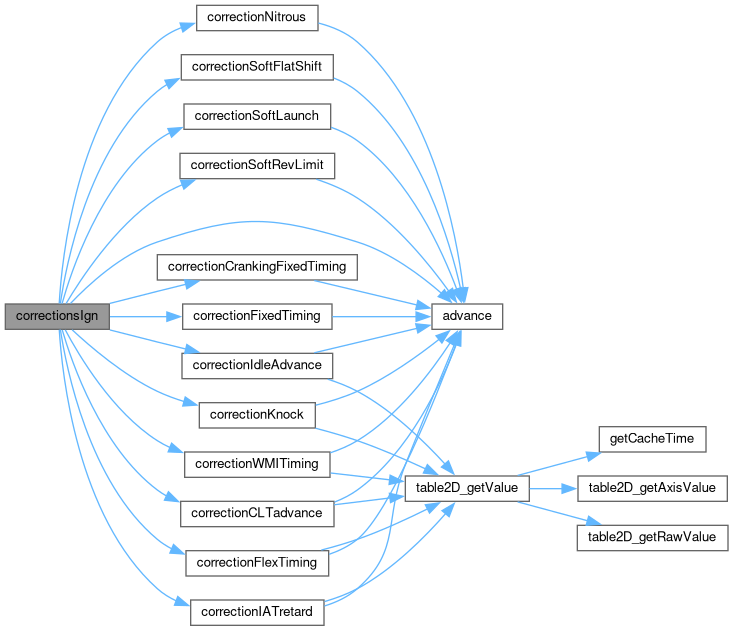 correctionNitrous
correctionSoftFlatShift
correctionSoftLaunch
correctionSoftRevLimit
correctionCrankingFixedTiming
correctionsIgn
correctionFixedTiming
advance
correctionIdleAdvance
correctionKnock
getCacheTime
correctionWMITiming
table2D_getValue
table2D_getAxisValue
correctionCLTadvance
table2D_getRawValue
correctionFlexTiming
correctionIATretard